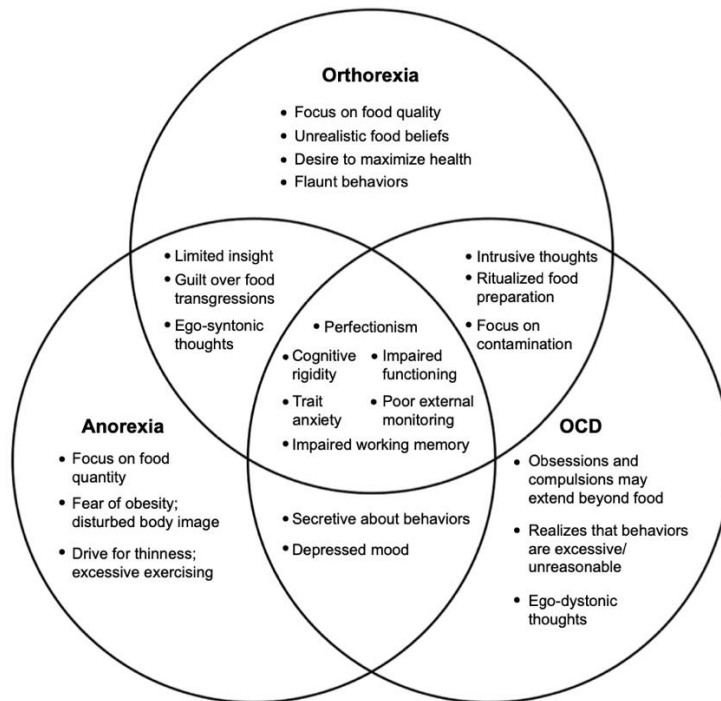 Orthorexia
• Focus on food quality
• Unrealistic food beliefs
• Desire to maximize health
• Flaunt behaviors
• Limited insight
• Guilt over food
transgressions
• Ego-syntonic
thoughts
• Intrusive thoughts
• Ritualized food
preparation
• Focus on
contamination
• Perfectionism
• Cognitive
rigidity
• Impaired
functioning
• Trait
anxiety
• Poor external
monitoring
• Impaired working memory
Anorexia
• Focus on food
quantity
• Fear of obesity;
disturbed body image
• Drive for thinness;
excessive exercising
OCD
• Obsessions and
compulsions may
extend beyond food
• Realizes that behaviors
are excessive/
unreasonable
• Ego-dystonic
thoughts
• Secretive about behaviors
• Depressed mood